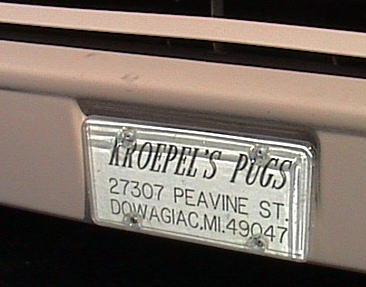 KROEPEL'S PUGS
27307 PEAVINE ST.
DOWAGIAC,MI.49047